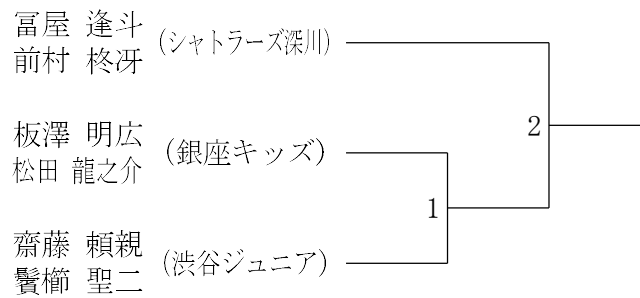 冨屋 逢斗
前村 柊冴
(シャトラーズ深川)
板澤 明広
松田 龍之介
(銀座キッズ)
齋藤 頼親
鬢櫛 聖二
(渋谷ジュニア)
2
1